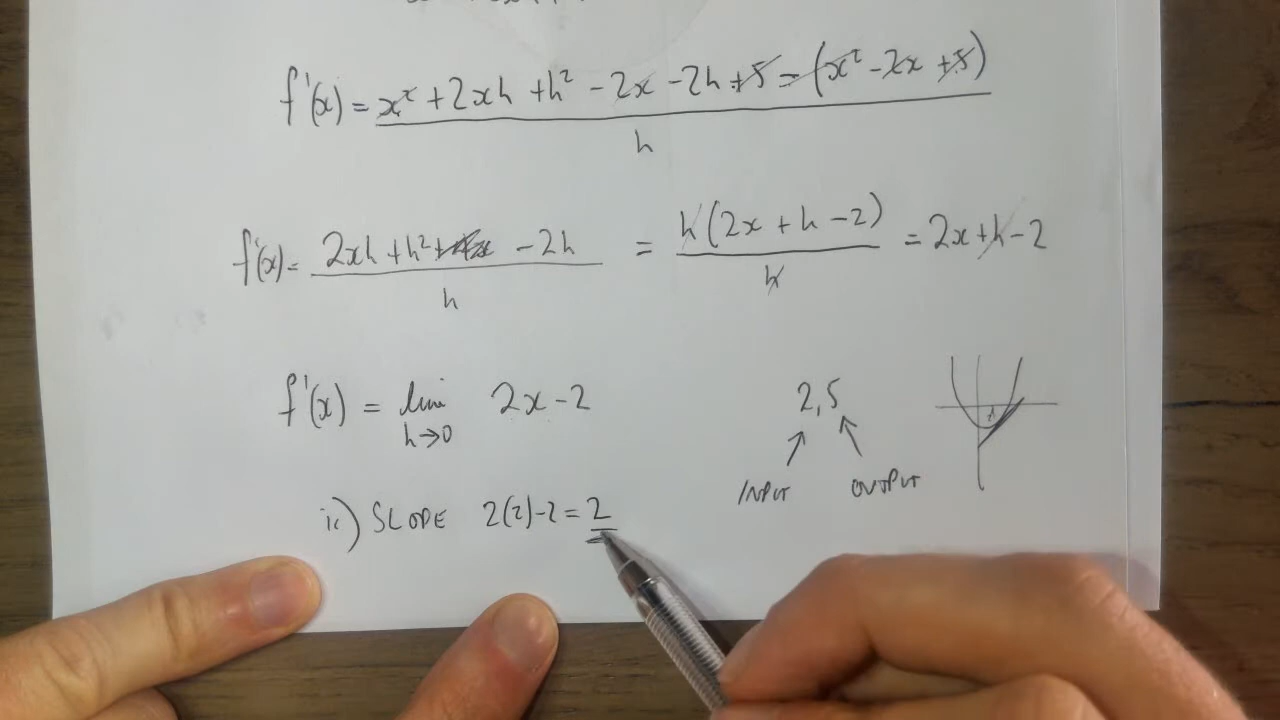 f'(x) = x² + 2xh + h² - 2x - 2h + 5 - (x² - 2x + 5)
h
f'(x) = 2xh + h² - 2h = h(2x + h - 2) = 2x + h - 2
h h
f'(x) = lim 2x - 2
h→0
2,5
INPUT OUTPUT
ii) SLOPE 2(2)-2 = 2